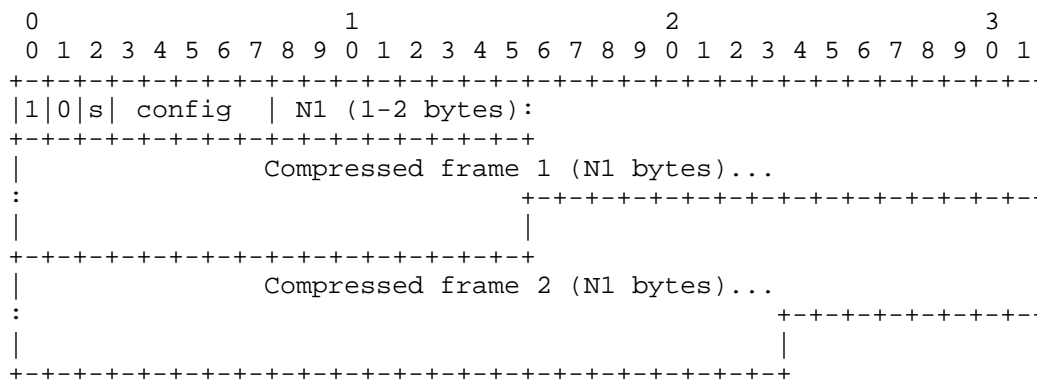 0                   1                   2                   3
 0 1 2 3 4 5 6 7 8 9 0 1 2 3 4 5 6 7 8 9 0 1 2 3 4 5 6 7 8 9 0 1
+-+-+-+-+-+-+-+-+-+-+-+-+-+-+-+-+-+-+-+-+-+-+-+-+-+-+-+-+-+-+-+-
|1|0|s| config  | N1 (1-2 bytes):
+-+-+-+-+-+-+-+-+-+-+-+-+-+-+-+-+
|               Compressed frame 1 (N1 bytes)...
:                               +-+-+-+-+-+-+-+-+-+-+-+-+-+-+-+-
|                               |
+-+-+-+-+-+-+-+-+-+-+-+-+-+-+-+-+
|               Compressed frame 2 (N1 bytes)...
:                                               +-+-+-+-+-+-+-+-
|                                               |
+-+-+-+-+-+-+-+-+-+-+-+-+-+-+-+-+-+-+-+-+-+-+-+-+